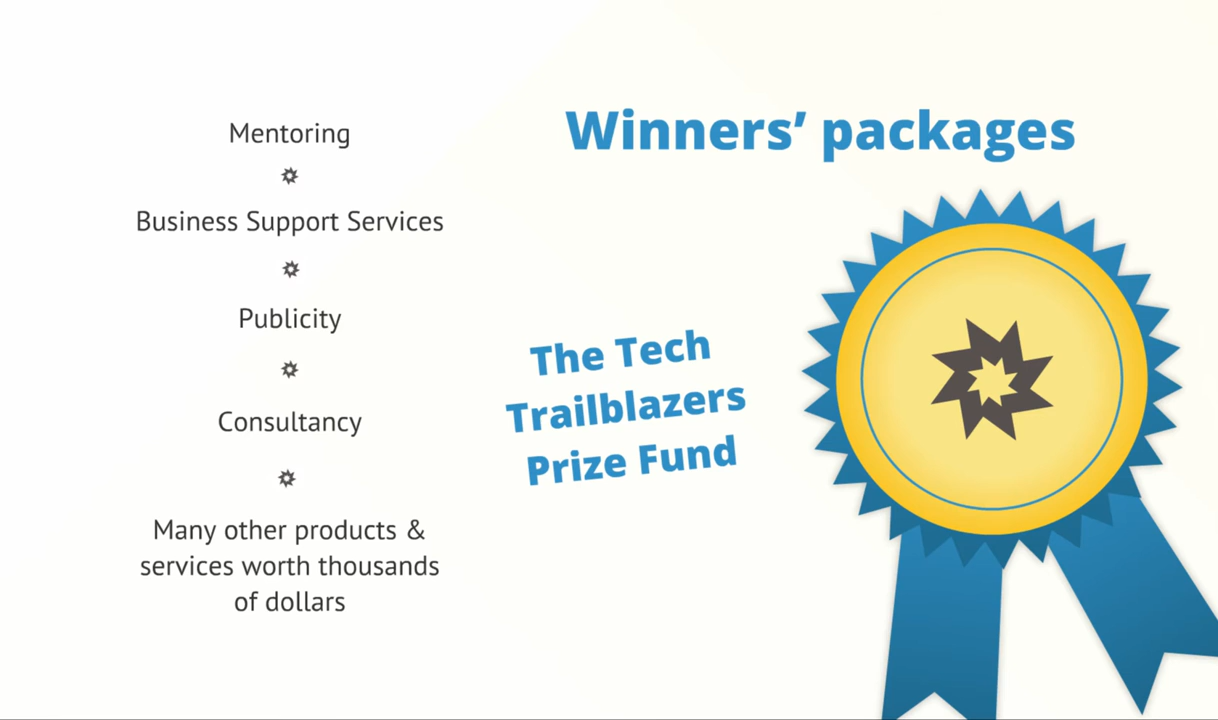 Winners’ packages
Mentoring
Business Support Services
Publicity
Consultancy
Many other products &
services worth thousands
of dollars
The Tech
Trailblazers
Prize Fund